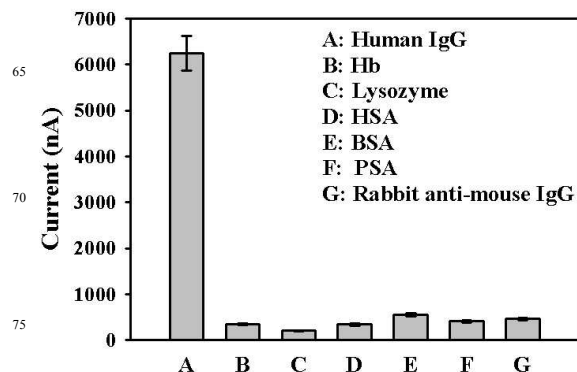 7000
6000
5000
4000
3000
2000
1000
0
Current (nA)
A: Human IgG
B: Hb
C: Lysozyme
D: HSA
E: BSA
F: PSA
G: Rabbit anti-mouse IgG
A B C D E F G
65
70
75